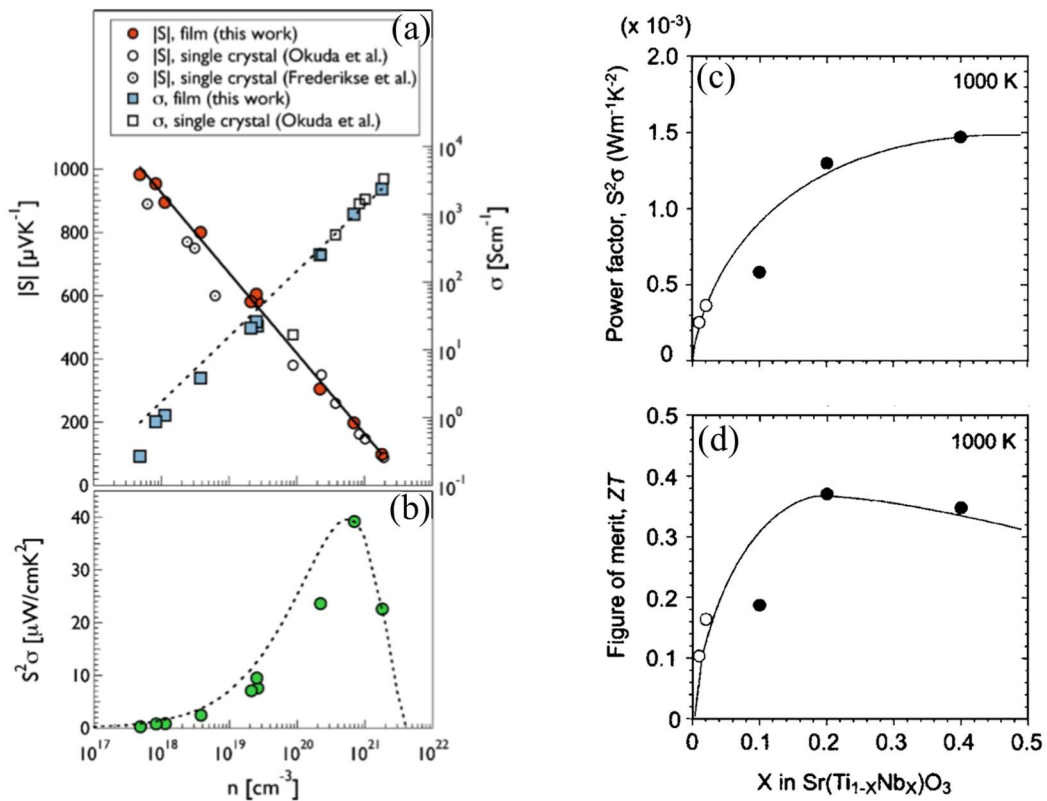 (a)
|S|, film (this work)
|S|, single crystal (Okuda et al.)
|S|, single crystal (Frederikse et al.)
σ, film (this work)
σ, single crystal (Okuda et al.)
1000
800
600
400
200
0
|S| [μVK⁻¹]
10⁴
10³
10²
10¹
10⁰
10⁻¹
σ [Scm⁻¹]
(b)
40
30
20
10
0
S²σ [μW/cmK²]
10¹⁷ 10¹⁸ 10¹⁹ 10²⁰ 10²¹ 10²²
n [cm⁻³]
(x 10⁻³)
(c)
1000 K
2.0
1.5
1.0
0.5
0
Power factor, S²σ (Wm⁻¹K⁻²)
(d)
1000 K
0.5
0.4
0.3
0.2
0.1
0
Figure of merit, ZT
0 0.1 0.2 0.3 0.4 0.5
X in Sr(Ti₁₋ₓNbₓ)O₃